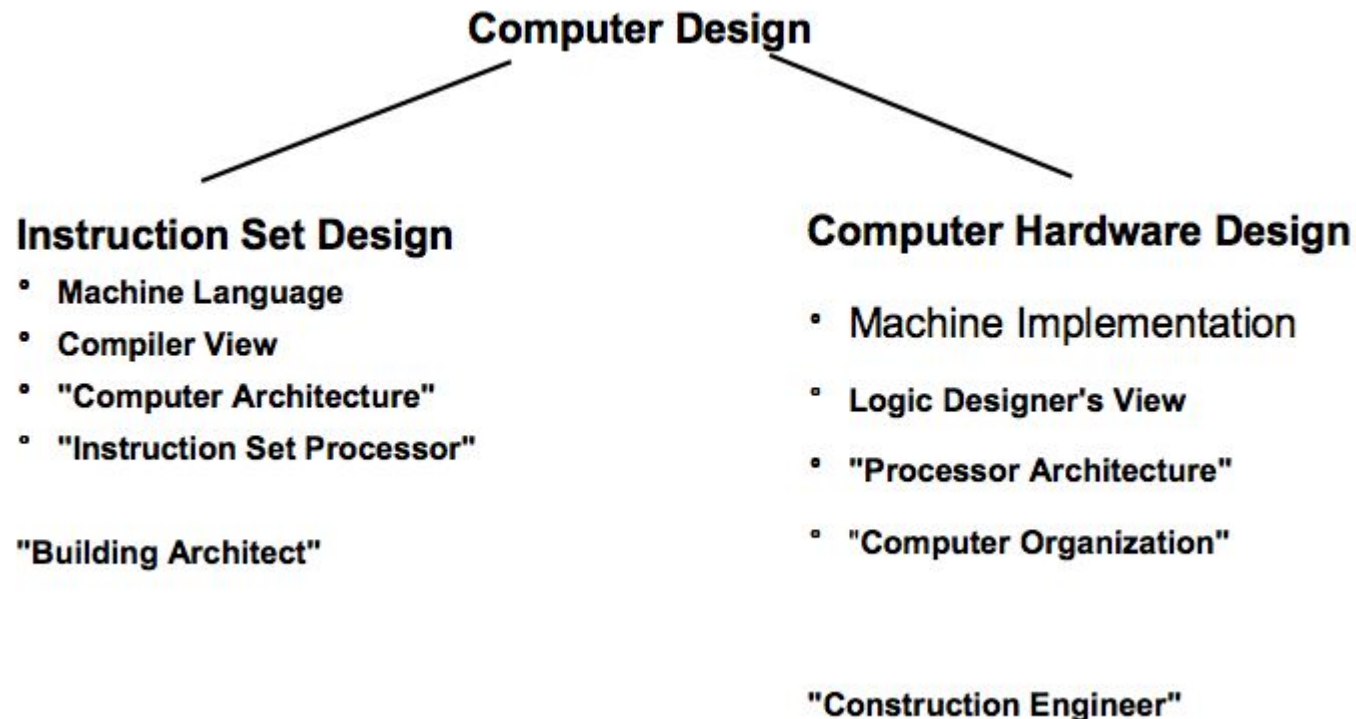 Computer Design
Instruction Set Design
° Machine Language
° Compiler View
° "Computer Architecture"
° "Instruction Set Processor"
"Building Architect"
Computer Hardware Design
° Machine Implementation
° Logic Designer's View
° "Processor Architecture"
° "Computer Organization"
"Construction Engineer"